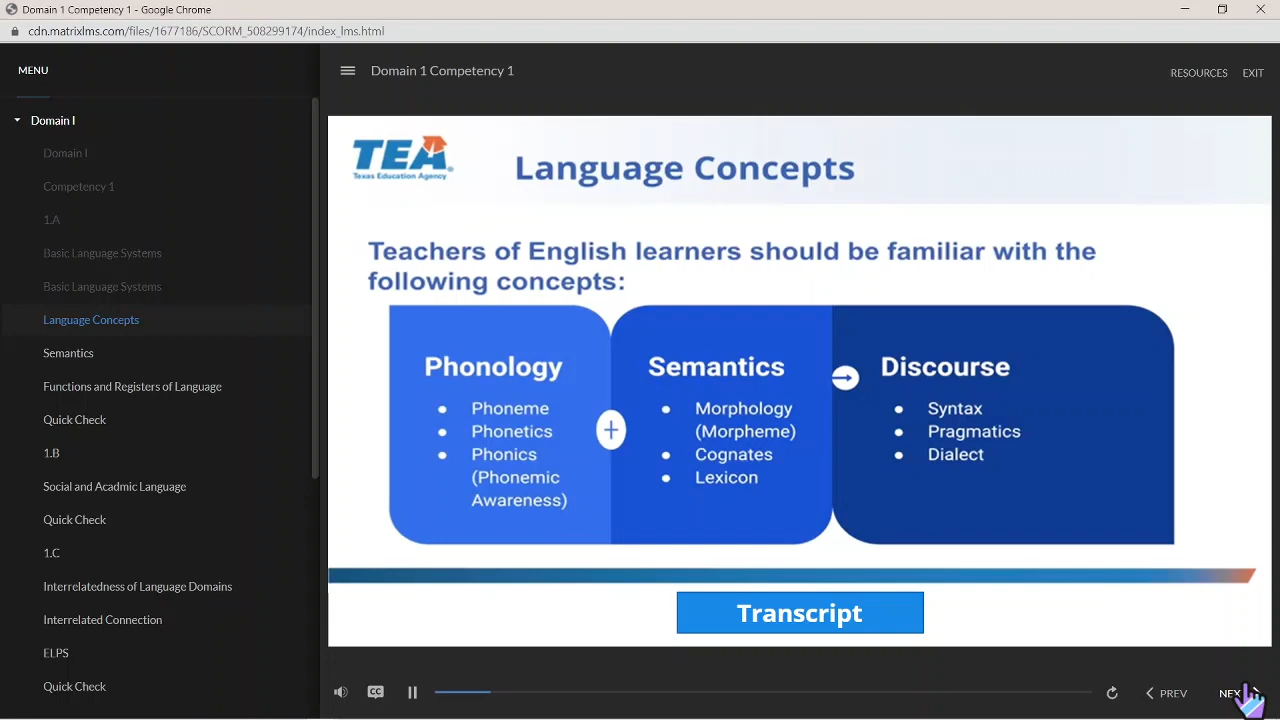 Domain 1 Competency 1 - Google Chrome
cdn.matrixlms.com/files/1677186/SCORM_508299174/index_lms.html
MENU
Domain I
Domain I
Competency 1
1.A
Basic Language Systems
Basic Language Systems
Language Concepts
Semantics
Functions and Registers of Language
Quick Check
1.B
Social and Acadmic Language
Quick Check
1.C
Interrelatedness of Language Domains
Interrelated Connection
ELPS
Quick Check
Domain 1 Competency 1
RESOURCES
EXIT
TEA
Texas Education Agency
Language Concepts
Teachers of English learners should be familiar with the
following concepts:
Phonology
• Phoneme
• Phonetics
• Phonics
(Phonemic
Awareness)
Semantics
• Morphology
(Morpheme)
• Cognates
• Lexicon
Discourse
• Syntax
• Pragmatics
• Dialect
Transcript
CC
PREV